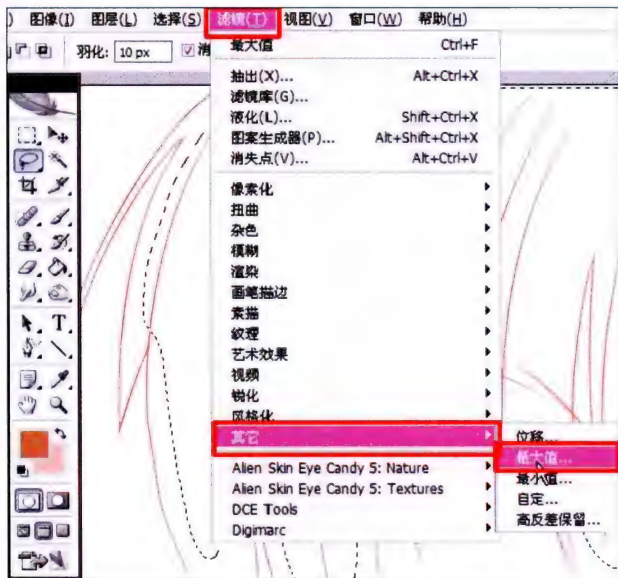 ) 图像(I) 图层(L) 选择(S) 滤镜(T) 视图(V) 窗口(W) 帮助(H)
羽化: 10 px 消
最大值 Ctrl+F
抽出(X)... Alt+Ctrl+X
滤镜库(G)...
液化(L)... Shift+Ctrl+X
图案生成器(P)... Alt+Shift+Ctrl+X
消失点(V)... Alt+Ctrl+V
像素化
扭曲
杂色
模糊
渲染
画笔描边
素描
纹理
艺术效果
视频
锐化
风格化
其它
位移...
最大值...
最小值...
自定...
高反差保留...
Alien Skin Eye Candy 5: Nature
Alien Skin Eye Candy 5: Textures
DCE Tools
Digimarc